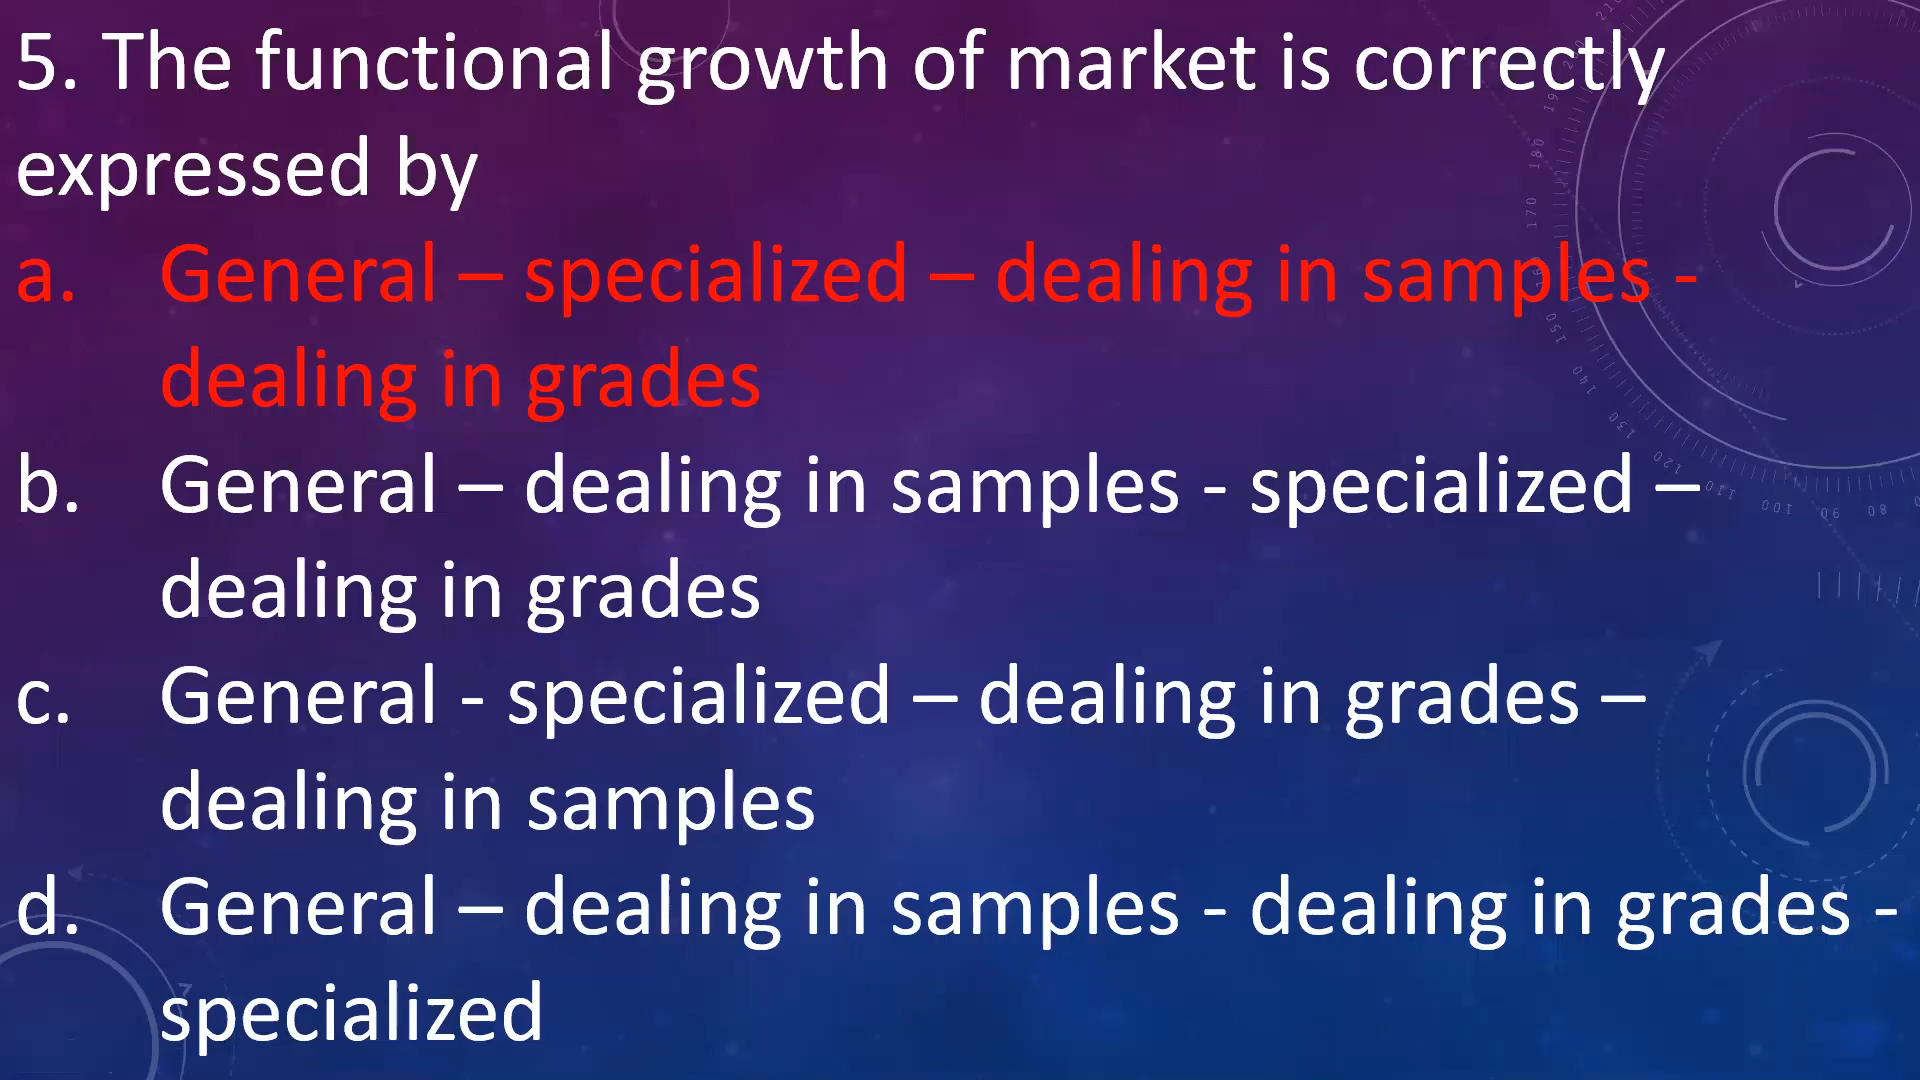 5. The functional growth of market is correctly
expressed by
a. General – specialized – dealing in samples -
dealing in grades
b. General – dealing in samples - specialized –
dealing in grades
c. General - specialized – dealing in grades –
dealing in samples
d. General – dealing in samples - dealing in grades -
specialized